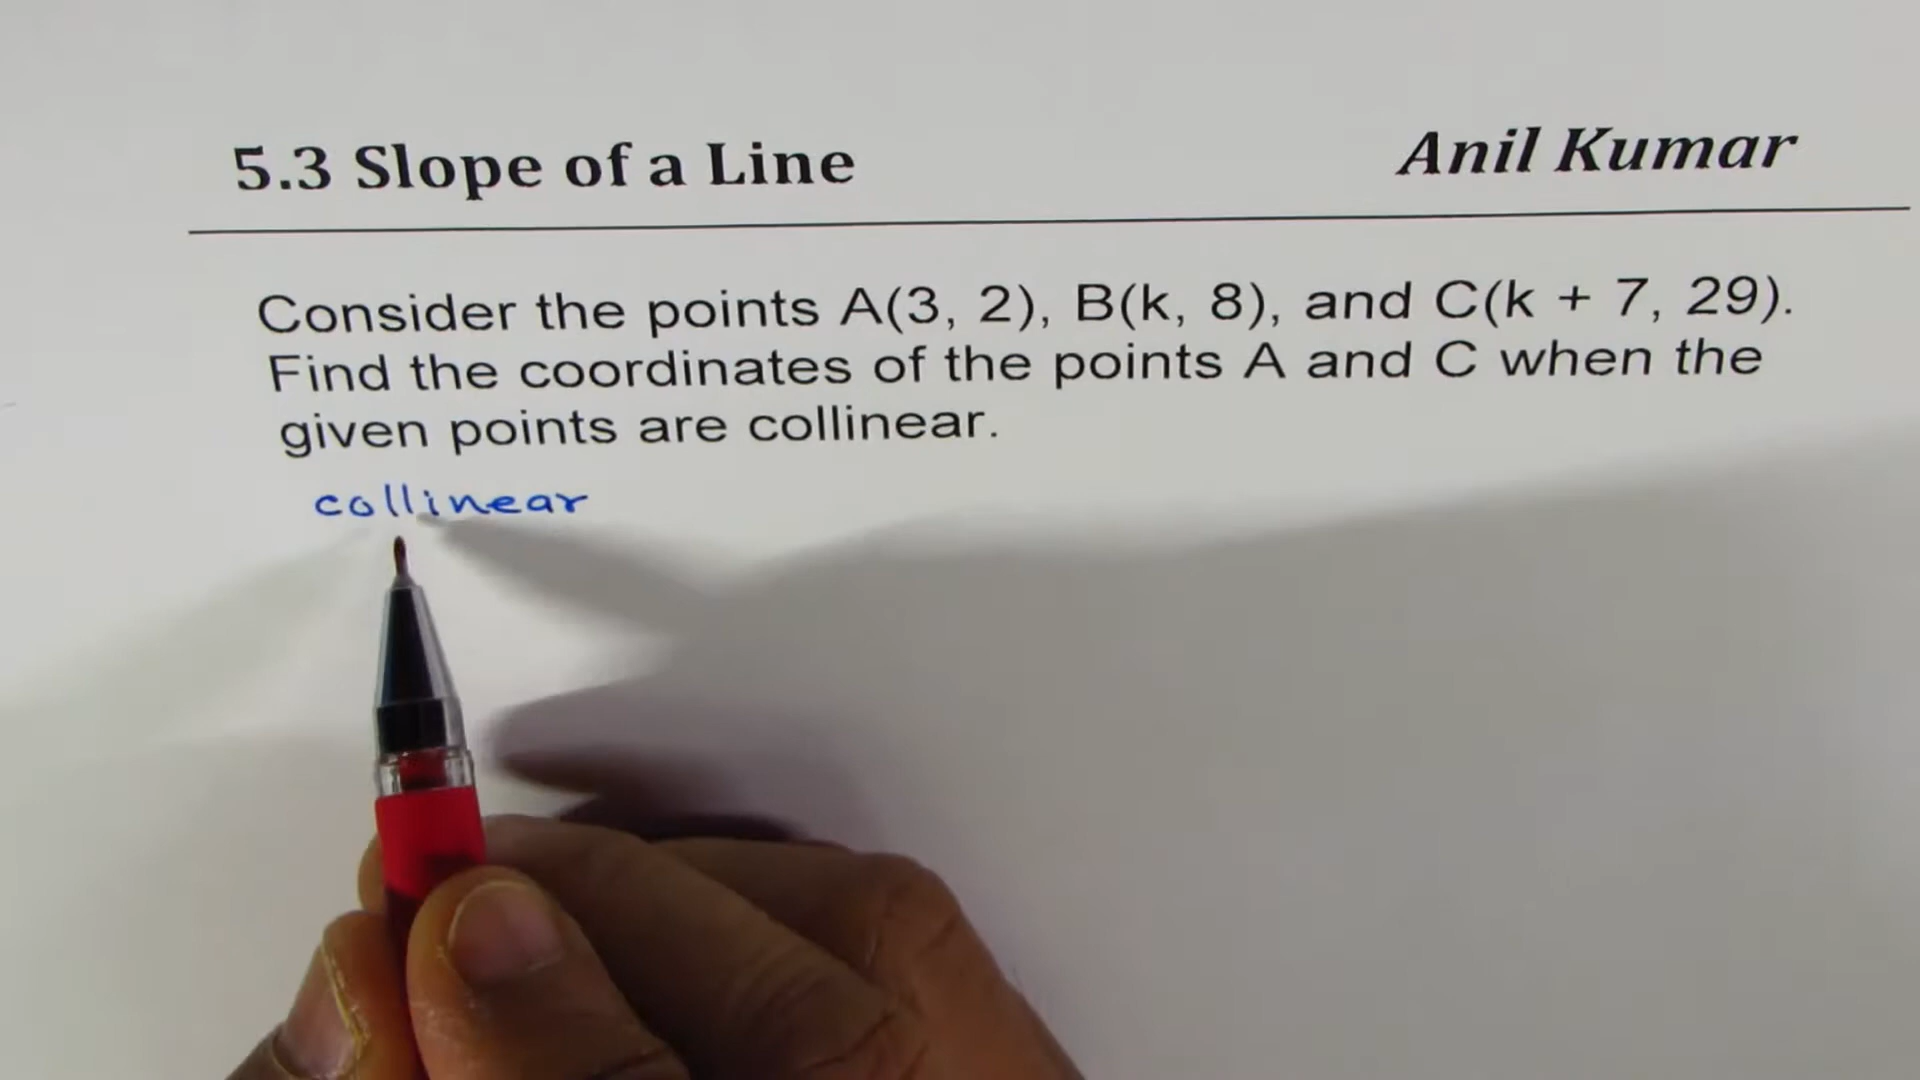 5.3 Slope of a Line
Anil Kumar
Consider the points A(3, 2), B(k, 8), and C(k + 7, 29).
Find the coordinates of the points A and C when the
given points are collinear.
collinear